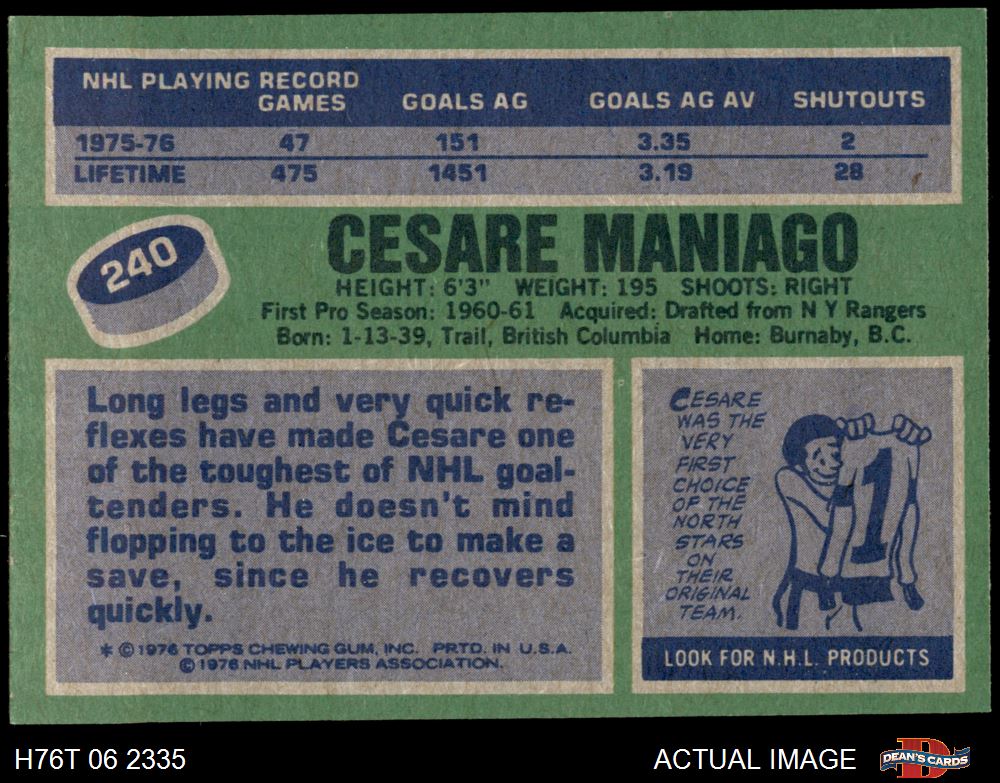 NHL PLAYING RECORD
GAMES GOALS AG GOALS AG AV SHUTOUTS
1975-76 47 151 3.35 2
LIFETIME 475 1451 3.19 28
240
CESARE MANIAGO
HEIGHT: 6'3" WEIGHT: 195 SHOOTS: RIGHT
First Pro Season: 1960-61 Acquired: Drafted from N Y Rangers
Born: 1-13-39, Trail, British Columbia Home: Burnaby, B.C.
Long legs and very quick re-
flexes have made Cesare one
of the toughest of NHL goal-
tenders. He doesn't mind
flopping to the ice to make a
save, since he recovers
quickly.
* © 1976 TOPPS CHEWING GUM, INC. PRTD. IN U.S.A.
© 1976 NHL PLAYERS ASSOCIATION.
CESARE
WAS THE
VERY
FIRST
CHOICE
OF THE
NORTH
STARS
ON
THEIR
ORIGINAL
TEAM.
1
LOOK FOR N.H.L. PRODUCTS
H76T 06 2335
ACTUAL IMAGE
D
DEAN'S CARDS